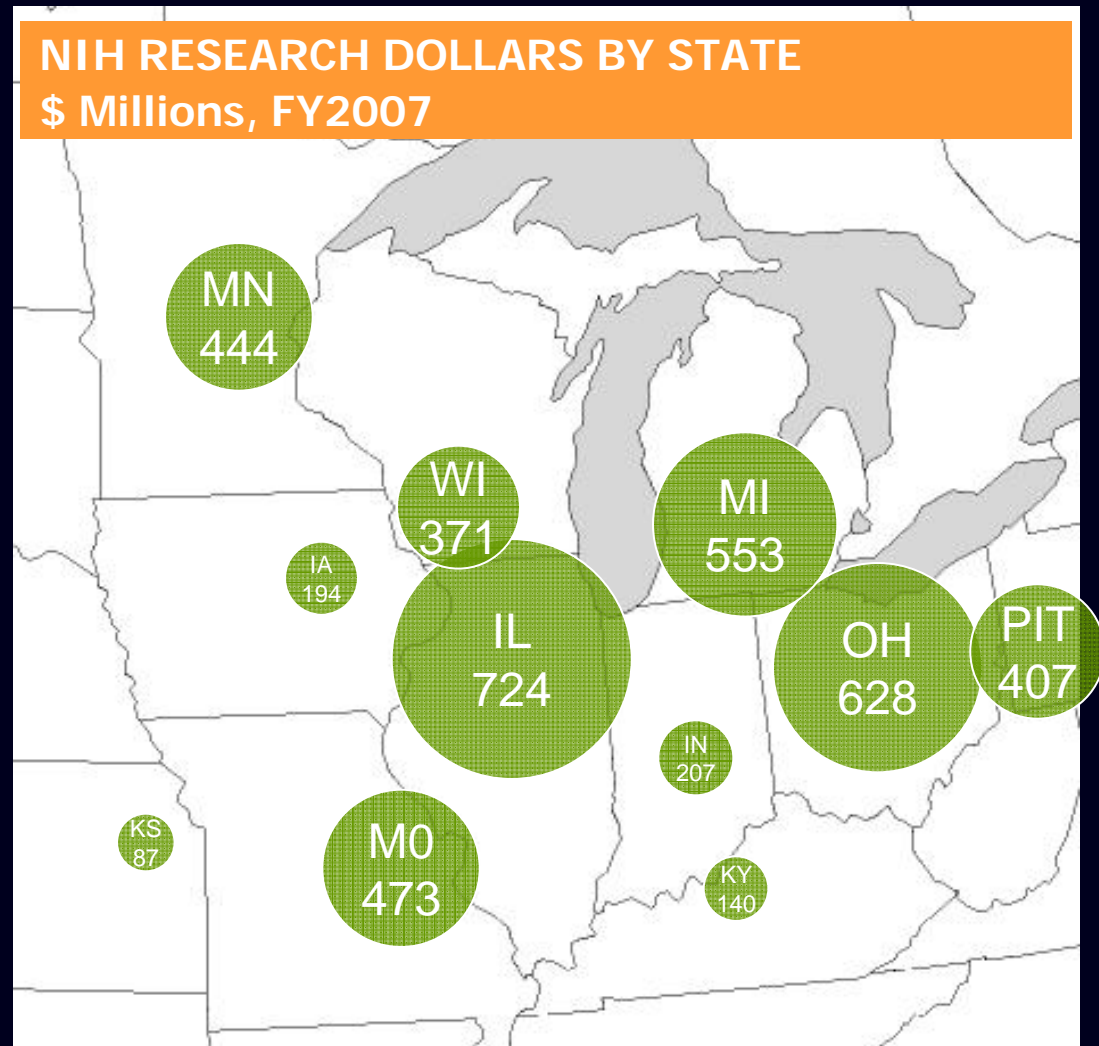 NIH RESEARCH DOLLARS BY STATE
$ Millions, FY2007
MN
444
WI
371
MI
553
IA
194
IL
724
OH
628
PIT
407
IN
207
KS
87
M0
473
KY
140